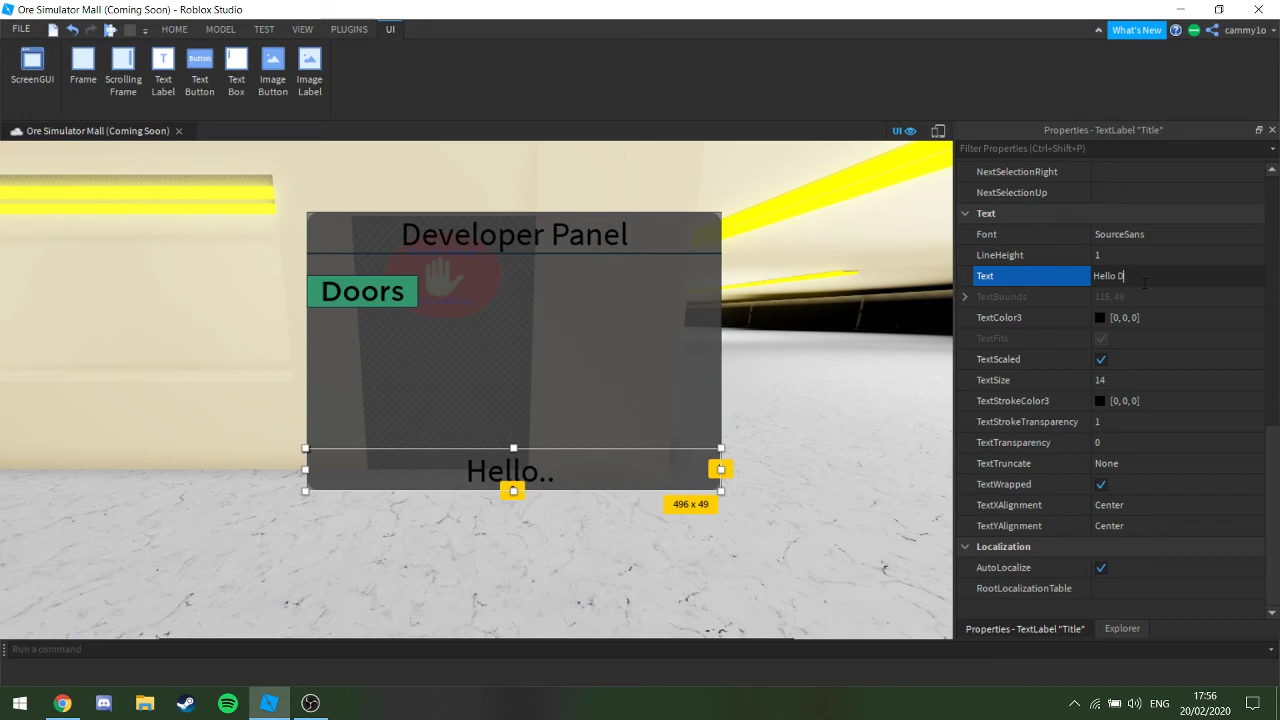 Ore Simulator Mall (Coming Soon) - Roblox Studio
FILE
HOME
MODEL
TEST
VIEW
PLUGINS
UI
What's New
cammy1o
ScreenGUI
Frame
Scrolling
Frame
Text
Label
Button
Text
Button
Text
Box
Image
Button
Image
Label
Ore Simulator Mall (Coming Soon)
UI
Properties - TextLabel "Title"
Filter Properties (Ctrl+Shift+P)
NextSelectionRight
NextSelectionUp
Text
Font SourceSans
LineHeight 1
Text Hello D
TextBounds 115, 49
TextColor3 [0, 0, 0]
TextFits
TextScaled
TextSize 14
TextStrokeColor3 [0, 0, 0]
TextStrokeTransparency 1
TextTransparency 0
TextTruncate None
TextWrapped
TextXAlignment Center
TextYAlignment Center
Localization
AutoLocalize
RootLocalizationTable
Developer Panel
Doors
Hello..
496 x 49
Properties - TextLabel "Title"
Explorer
Run a command
ENG
17:56
20/02/2020